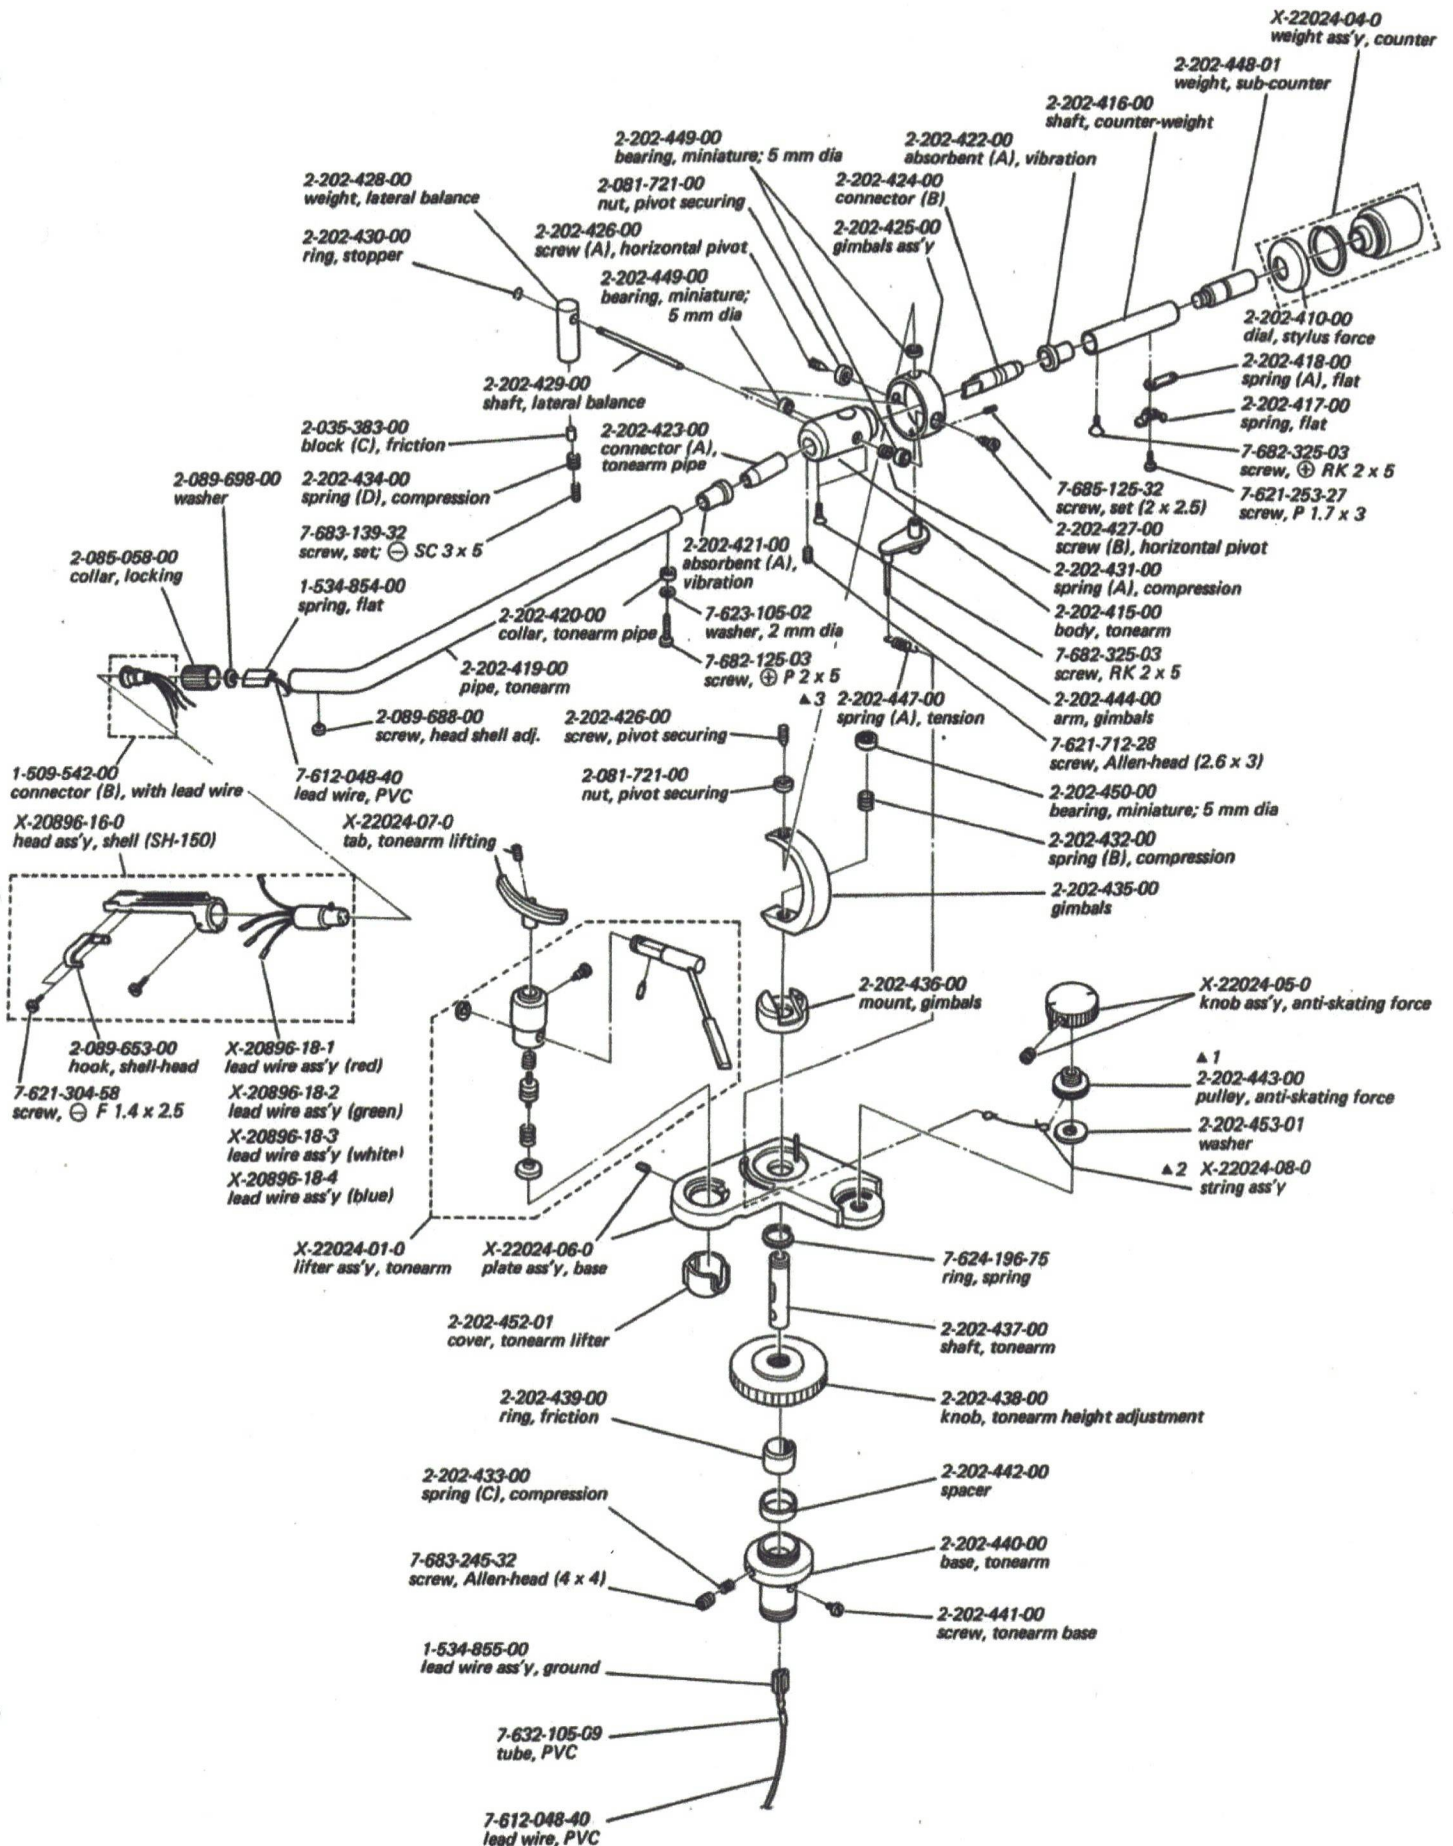 X-22024-04-0
weight ass'y, counter
2-202-448-01
weight, sub-counter
2-202-416-00
shaft, counter-weight
2-202-449-00
bearing, miniature; 5 mm dia
2-202-422-00
absorbent (A), vibration
2-202-428-00
weight, lateral balance
2-081-721-00
nut, pivot securing
2-202-424-00
connector (B)
2-202-430-00
ring, stopper
2-202-426-00
screw (A), horizontal pivot
2-202-425-00
gimbals ass'y
2-202-449-00
bearing, miniature;
5 mm dia
2-202-410-00
dial, stylus force
2-202-418-00
spring (A), flat
2-202-417-00
spring, flat
7-682-325-03
screw, ⊕ RK 2 x 5
7-621-253-27
screw, P 1.7 x 3
2-202-429-00
shaft, lateral balance
2-035-383-00
block (C), friction
2-202-423-00
connector (A),
tonearm pipe
2-089-698-00
washer
2-202-434-00
spring (D), compression
7-683-139-32
screw, set; ⊖ SC 3 x 5
7-685-125-32
screw, set (2 x 2.5)
2-202-427-00
screw (B), horizontal pivot
2-085-058-00
collar, locking
2-202-421-00
absorbent (A),
vibration
2-202-431-00
spring (A), compression
1-534-854-00
spring, flat
2-202-420-00
collar, tonearm pipe
7-623-105-02
washer, 2 mm dia
2-202-415-00
body, tonearm
2-202-419-00
pipe, tonearm
7-682-125-03
screw, ⊕ P 2 x 5
7-682-325-03
screw, RK 2 x 5
▲3
2-202-447-00
spring (A), tension
2-202-444-00
arm, gimbals
2-089-688-00
screw, head shell adj.
2-202-426-00
screw, pivot securing
7-621-712-28
screw, Allen-head (2.6 x 3)
1-509-542-00
connector (B), with lead wire
7-612-048-40
lead wire, PVC
2-081-721-00
nut, pivot securing
2-202-450-00
bearing, miniature; 5 mm dia
X-20896-16-0
head ass'y, shell (SH-150)
X-22024-07-0
tab, tonearm lifting
2-202-432-00
spring (B), compression
2-202-435-00
gimbals
2-202-436-00
mount, gimbals
X-22024-05-0
knob ass'y, anti-skating force
2-089-653-00
hook, shell-head
X-20896-18-1
lead wire ass'y (red)
▲1
2-202-443-00
pulley, anti-skating force
7-621-304-58
screw, ⊖ F 1.4 x 2.5
X-20896-18-2
lead wire ass'y (green)
X-20896-18-3
lead wire ass'y (white)
X-20896-18-4
lead wire ass'y (blue)
2-202-453-01
washer
▲2 X-22024-08-0
string ass'y
X-22024-01-0
lifter ass'y, tonearm
X-22024-06-0
plate ass'y, base
7-624-196-75
ring, spring
2-202-452-01
cover, tonearm lifter
2-202-437-00
shaft, tonearm
2-202-439-00
ring, friction
2-202-438-00
knob, tonearm height adjustment
2-202-433-00
spring (C), compression
2-202-442-00
spacer
7-683-245-32
screw, Allen-head (4 x 4)
2-202-440-00
base, tonearm
2-202-441-00
screw, tonearm base
1-534-855-00
lead wire ass'y, ground
7-632-105-09
tube, PVC
7-612-048-40
lead wire, PVC